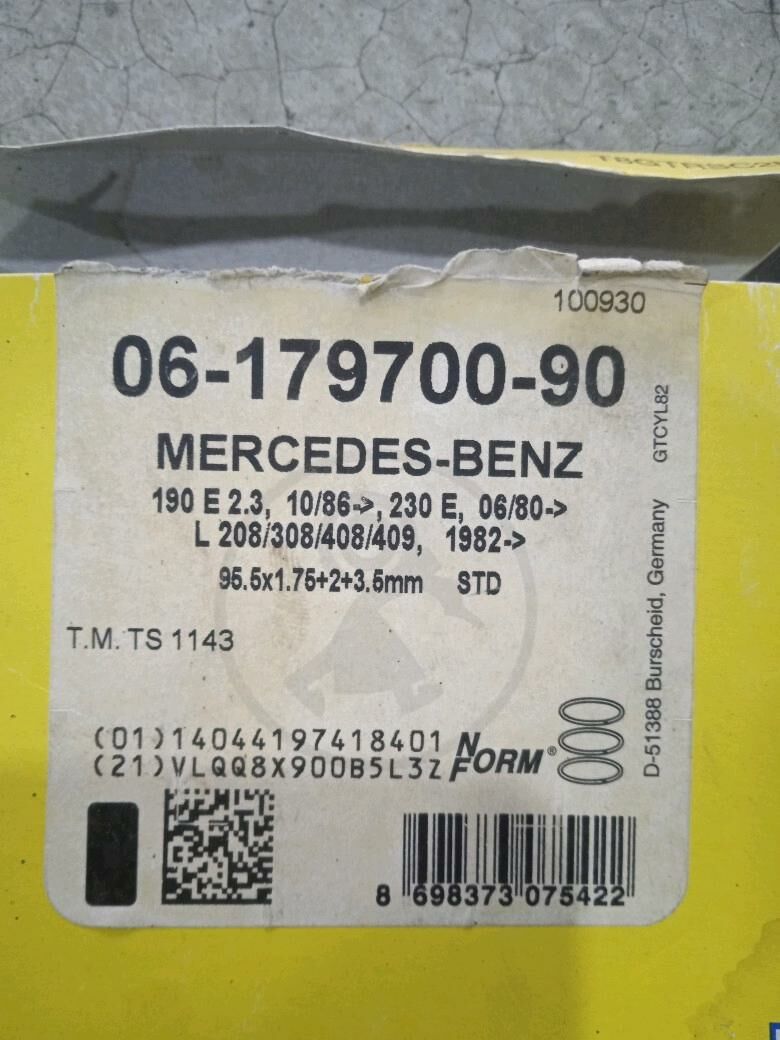 100930
06-179700-90
MERCEDES-BENZ
190 E 2.3, 10/86->, 230 E, 06/80->
L 208/308/408/409, 1982->
95.5x1.75+2+3.5mm STD
T.M. TS 1143
(01)14044197418401
(21)VLQQ8X900B5L3Z
NFORM®
8 698373 075422
D-51388 Burscheid, Germany GTCYL82